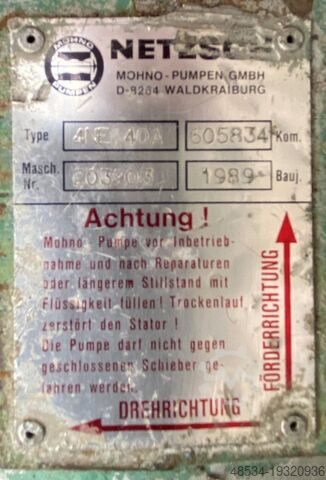 MOHNO
PUMPEN
NETZSCH
MOHNO - PUMPEN GMBH
D-8264 WALDKRAIBURG
Type 4NE 40A 605834 Kom.
Masch. Nr. 1989 Bauj.
Achtung !
Mohno - Pumpe vor Inbetrieb-
nahme und nach Reparaturen
oder längerem Stillstand mit
Flüssigkeit füllen ! Trockenlauf
zerstört den Stator !
Die Pumpe darf nicht gegen
geschlossenen Schieber ge-
fahren werden.
FÖRDERRICHTUNG
DREHRICHTUNG
48534-19320936